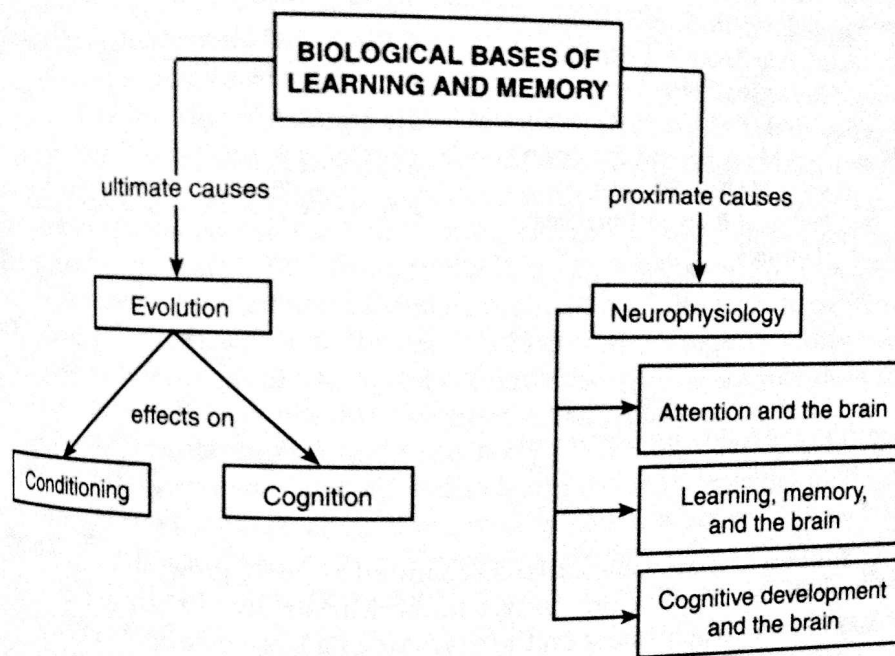 BIOLOGICAL BASES OF
LEARNING AND MEMORY
ultimate causes
proximate causes
Evolution
Neurophysiology
effects on
Conditioning
Cognition
Attention and the brain
Learning, memory,
and the brain
Cognitive development
and the brain